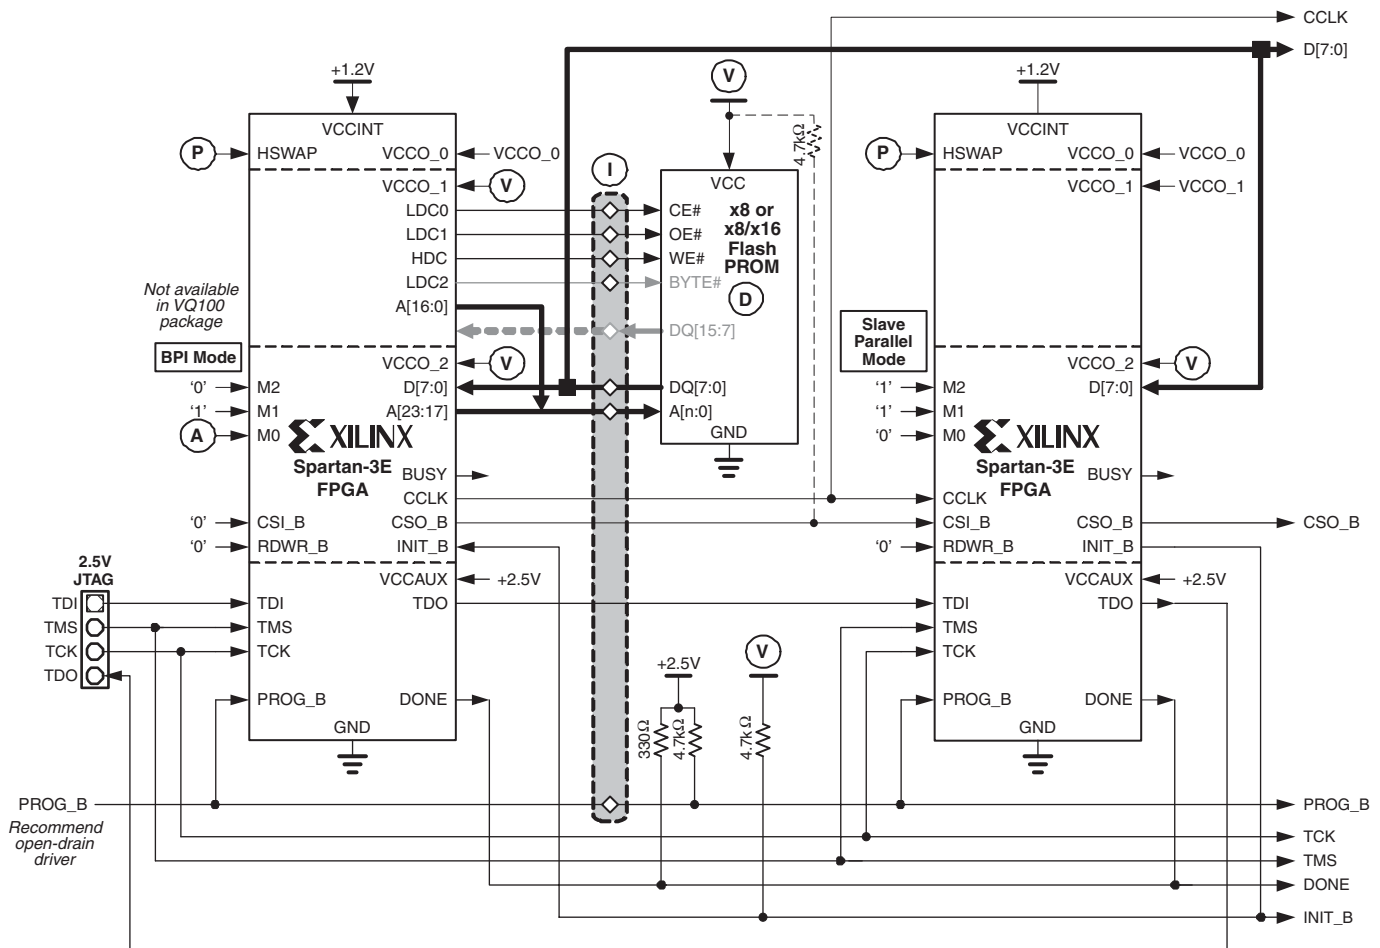 CCLK
D[7:0]
+1.2V
V
+1.2V
4.7kΩ
VCCINT
P
HSWAP
VCCO_0
VCCO_0
I
VCCO_1
V
LDC0
LDC1
HDC
LDC2
A[16:0]
Not available
in VQ100
package
BPI Mode
VCCO_2
V
'0'
M2
D[7:0]
'1'
M1
A[23:17]
A
M0
XILINX
Spartan-3E
FPGA
BUSY
CCLK
'0'
CSI_B
CSO_B
'0'
RDWR_B
INIT_B
VCCAUX
+2.5V
2.5V
JTAG
TDI
TDI
TDO
TMS
TMS
TCK
TCK
TDO
PROG_B
DONE
GND
VCC
CE#
x8 or
x8/x16
Flash
PROM
OE#
WE#
BYTE#
D
DQ[15:7]
DQ[7:0]
A[n:0]
GND
VCCINT
P
HSWAP
VCCO_0
VCCO_0
VCCO_1
VCCO_1
Slave
Parallel
Mode
VCCO_2
V
'1'
M2
D[7:0]
'1'
M1
'0'
M0
XILINX
Spartan-3E
FPGA
BUSY
CCLK
CSI_B
CSO_B
CSO_B
'0'
RDWR_B
INIT_B
VCCAUX
+2.5V
TDI
TDO
TMS
TCK
PROG_B
DONE
GND
+2.5V
V
330Ω
4.7kΩ
4.7kΩ
PROG_B
Recommend
open-drain
driver
PROG_B
TCK
TMS
DONE
INIT_B